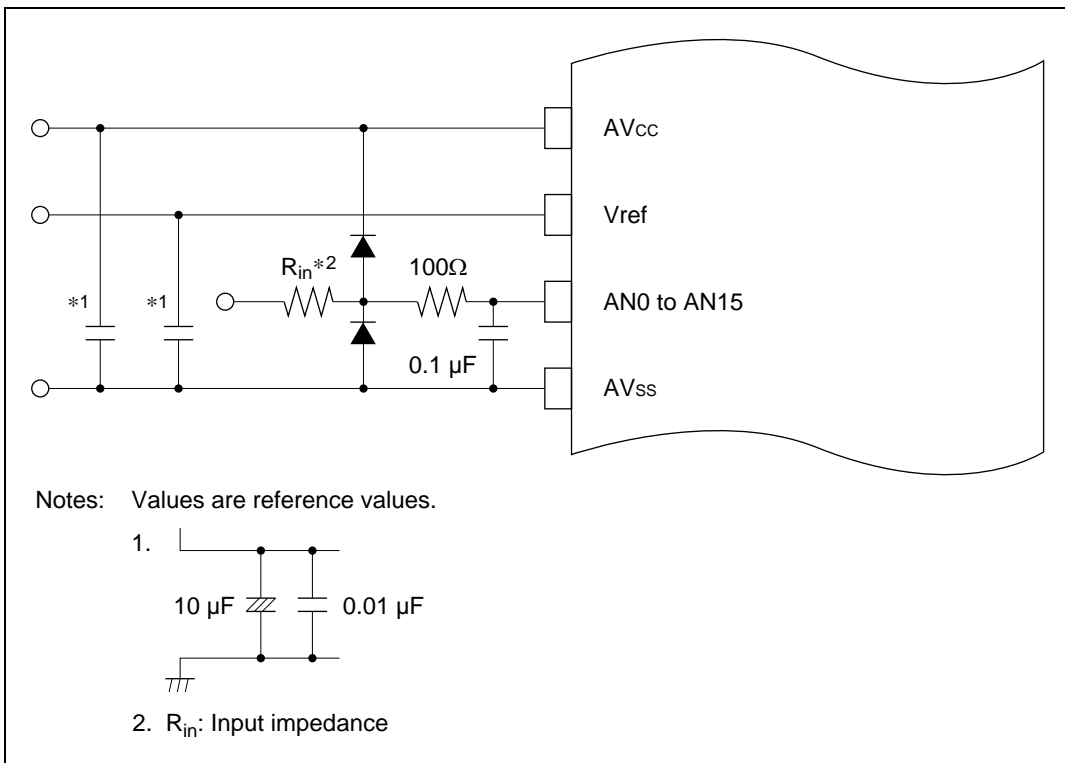 AVcc
Vref
Rin*2
100Ω
*1
*1
AN0 to AN15
0.1 µF
AVss
Notes: Values are reference values.
1.
10 µF
0.01 µF
2. Rin: Input impedance